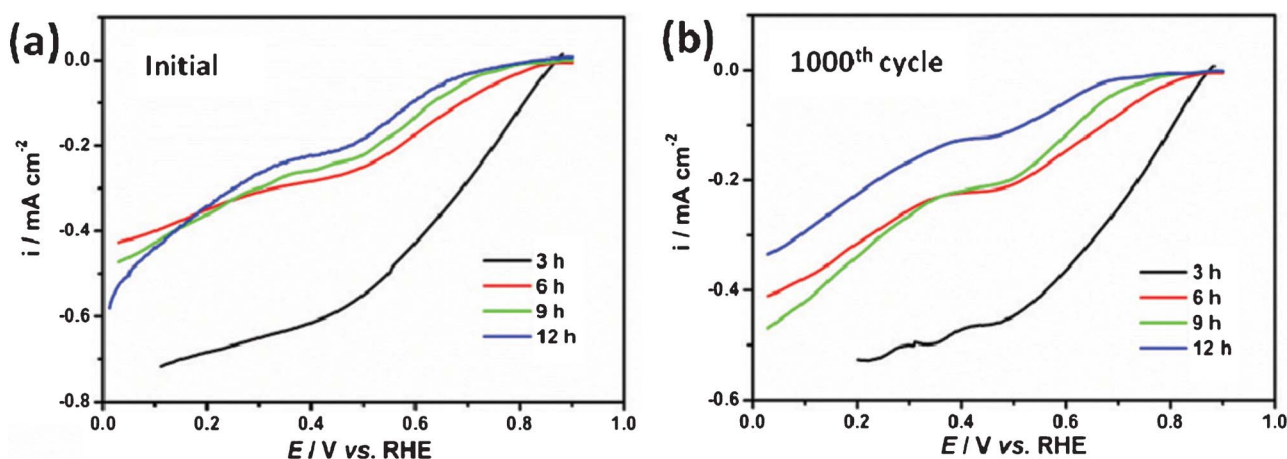 (a)
Initial
0.0
-0.2
-0.4
-0.6
-0.8
i / mA cm⁻²
3 h
6 h
9 h
12 h
0.0 0.2 0.4 0.6 0.8 1.0
E / V vs. RHE
(b)
1000ᵗʰ cycle
0.0
-0.2
-0.4
-0.6
i / mA cm⁻²
3 h
6 h
9 h
12 h
0.0 0.2 0.4 0.6 0.8 1.0
E / V vs. RHE